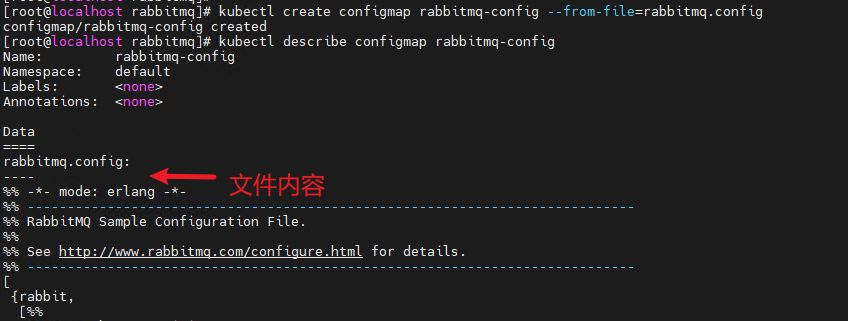 [root@localhost rabbitmq]# kubectl create configmap rabbitmq-config --from-file=rabbitmq.config
configmap/rabbitmq-config created
[root@localhost rabbitmq]# kubectl describe configmap rabbitmq-config
Name:         rabbitmq-config
Namespace:    default
Labels:       <none>
Annotations:  <none>

Data
====
rabbitmq.config:
----
文件内容
%% -*- mode: erlang -*-
%% ----------------------------------------------------------------------------
%% RabbitMQ Sample Configuration File.
%%
%% See http://www.rabbitmq.com/configure.html for details.
%% ----------------------------------------------------------------------------
[
 {rabbit,
  [%%